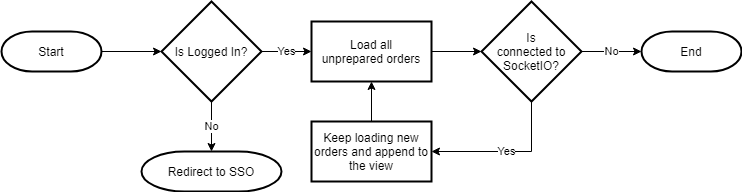 Start
Is Logged In?
Yes
Load all
unprepared orders
Is
connected to
SocketIO?
No
End
No
Redirect to SSO
Keep loading new
orders and append to
the view
Yes